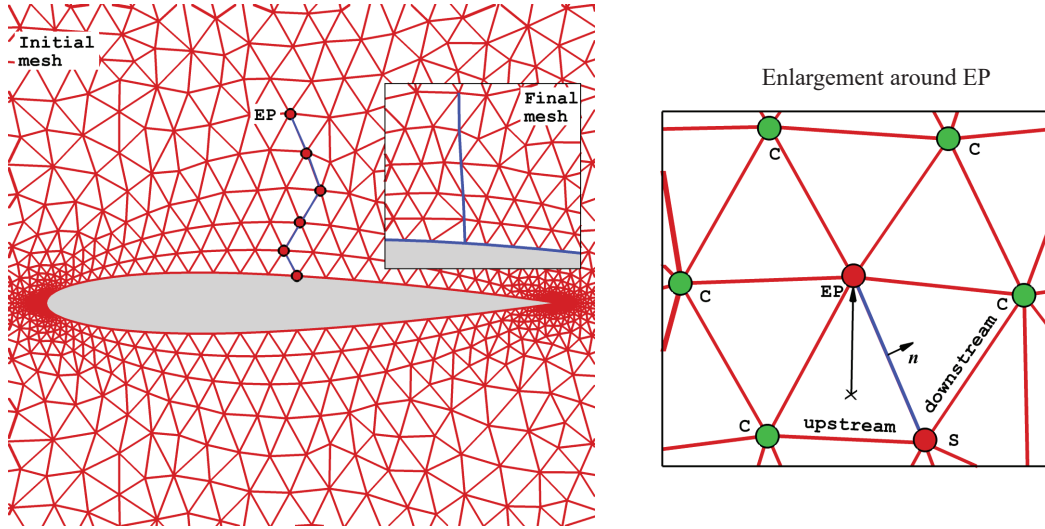 Initial
mesh
EP
Final
mesh
Enlargement around EP
C
C
C
EP
C
n
downstream
C
upstream
S